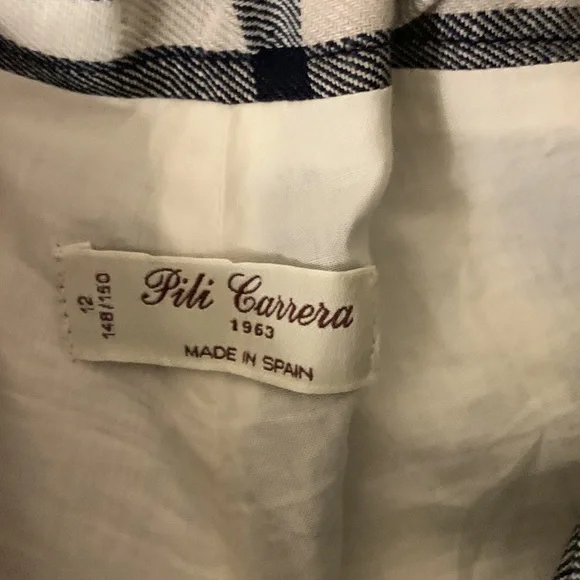 Pili Carrera
1963
MADE IN SPAIN
12
148/150